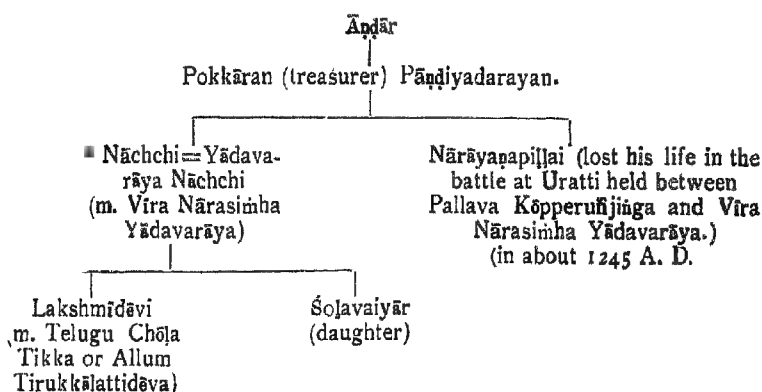 Āṇḍār
Pokkāran (treasurer) Pāṇḍiyadarayan.
Nāchchi=Yādava-
rāya Nāchchi
(m. Vīra Nārasiṁha
Yādavarāya)
Nārāyaṇapiḷḷai (lost his life in the
battle at Uratti held between
Pallava Kōpperuñjiṅga and Vīra
Nārasiṁha Yādavarāya.)
(in about 1245 A. D.
Lakshmīdēvi
m. Telugu Chōḷa
Tikka or Allum
Tirukkāḷattidēva)
Śoḷavaiyār
(daughter)